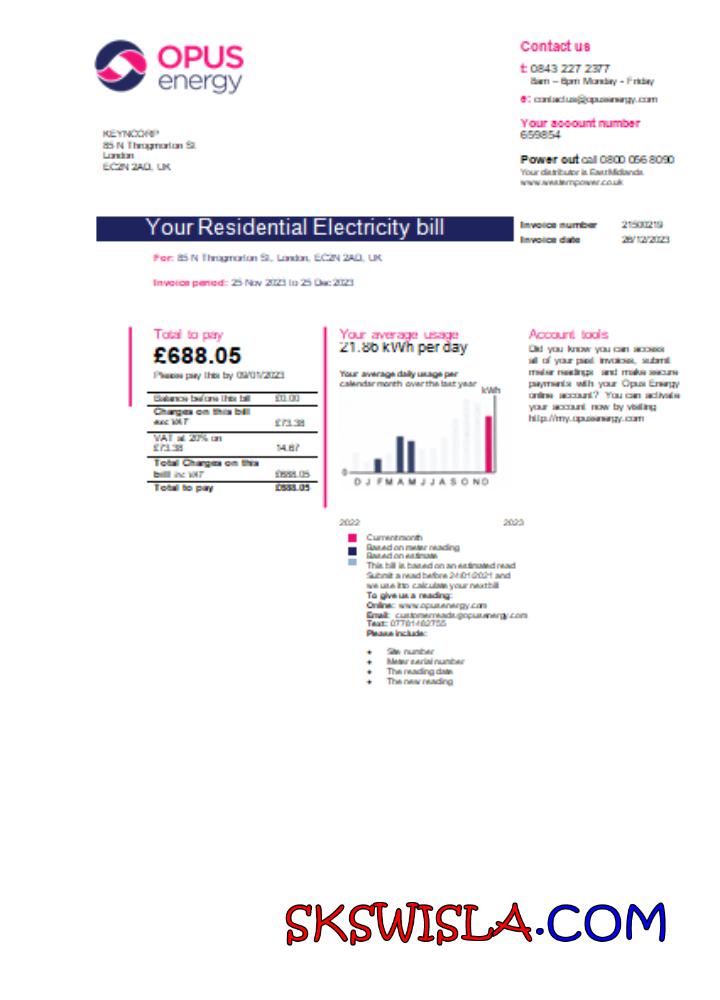 OPUS
energy
Contact us
t: 0843 227 2377
8am – 6pm Monday - Friday
e: contactus@opusenergy.com
Your account number
659854
KEYNCORP
85 N Throgmorton St.
London
EC2N 2AD, UK
Power out call 0800 056 8090
Your distributor is EastMidlands
www.westernpower.co.uk
Your Residential Electricity bill
Invoice number 21500219
Invoice date 26/12/2023
For: 85 N Throgmorton St., London, EC2N 2AD, UK
Invoice period: 25 Nov 2023 to 25 Dec 2023
Total to pay
£688.05
Please pay this by 09/01/2023
Balance before this bill £0.00
Charges on this bill
exc VAT £73.38
VAT at 20% on
£73.38 14.67
Total Charges on this
bill inc VAT £688.05
Total to pay £688.05
Your average usage
21.86 kWh per day
Your average daily usage per
calendar month over the last year
kWh
0
D J F M A M J J A S O N D
2022 2023
Current month
Based on meter reading
Based on estimate
This bill is based on an estimated read
Submit a read before 24/01/2021 and
we use it to calculate your next bill
To give us a reading:
Online: www.opusenergy.com
Email: customerreads@opusenergy.com
Text: 07781482755
Please include:
• Site number
• Meter serial number
• The reading date
• The new reading
Account tools
Did you know you can access
all of your past invoices, submit
meter readings and make secure
payments with your Opus Energy
online account? You can activate
your account now by visiting
http://my.opusenergy.com
SKSWISLA.COM